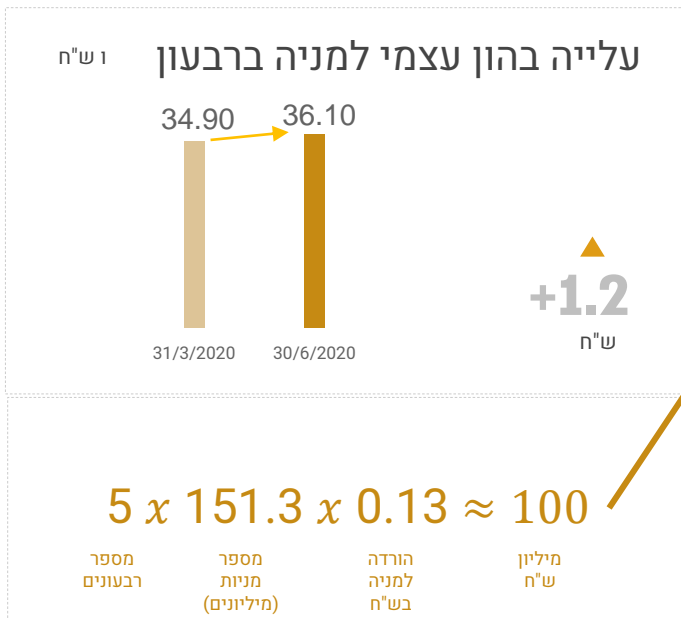 עלייה בהון עצמי למניה ברבעון ו ש"ח
34.90 36.10
31/3/2020 30/6/2020
+1.2
ש"ח
5 x 151.3 x 0.13 ≈ 100
מספר
רבעונים
מספר
מניות
(מיליונים)
הורדה
למניה
בש"ח
מיליון
ש"ח